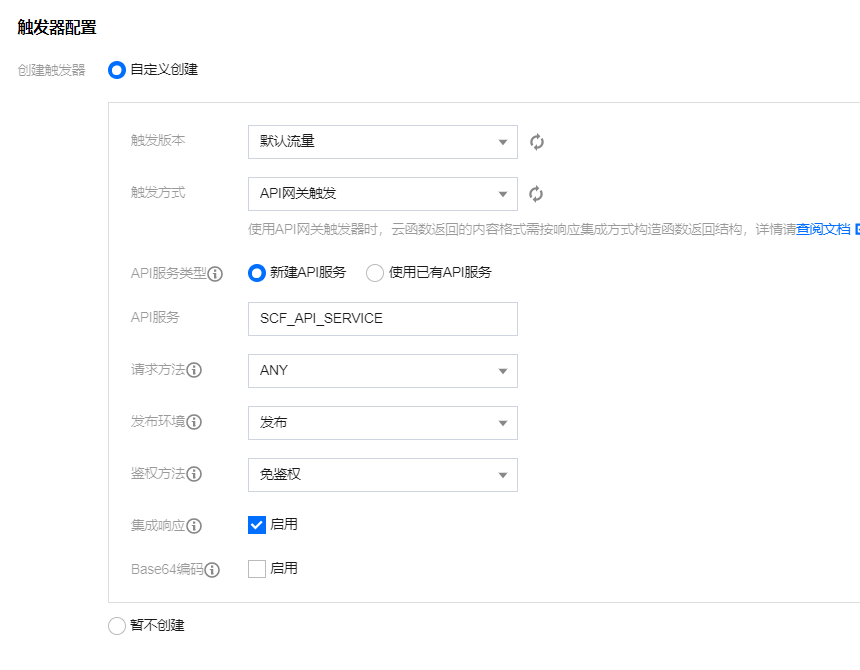 触发器配置
创建触发器 自定义创建
触发版本 默认流量
触发方式 API网关触发
使用API网关触发器时，云函数返回的内容格式需按响应集成方式构造函数返回结构，详情请查阅文档
API服务类型 新建API服务 使用已有API服务
API服务 SCF_API_SERVICE
请求方法 ANY
发布环境 发布
鉴权方法 免鉴权
集成响应 启用
Base64编码 启用
暂不创建